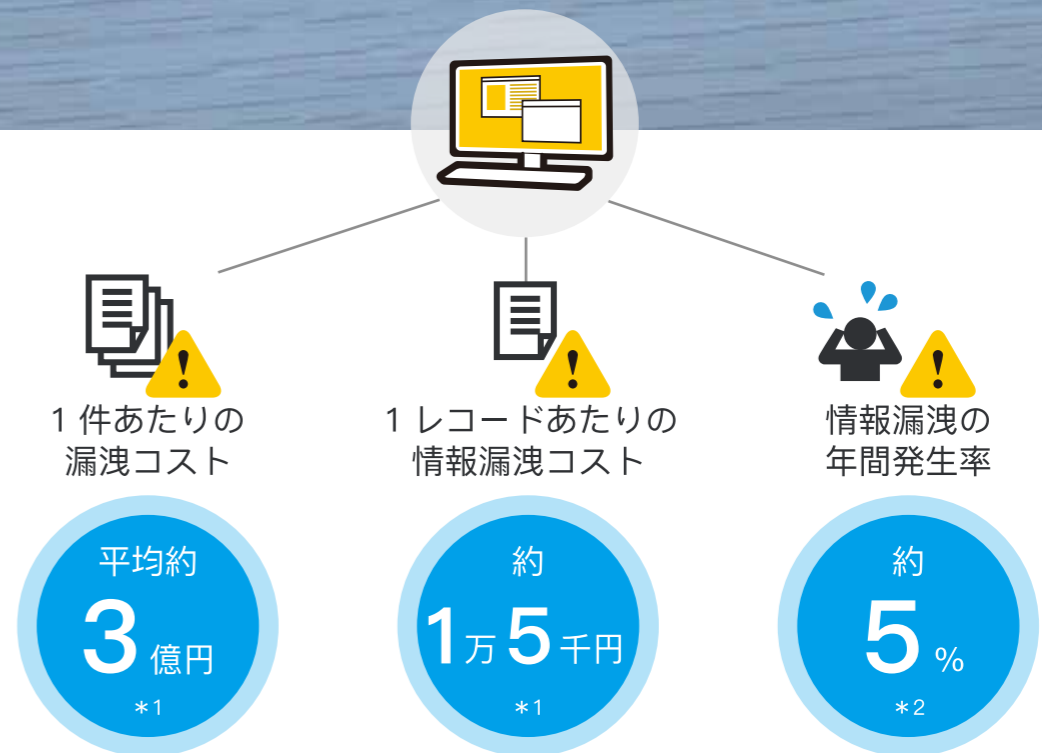 1 件あたりの
漏洩コスト
平均約
3 億円
*1
1 レコードあたりの
情報漏洩コスト
約
1万5千円
*1
情報漏洩の
年間発生率
約
5 %
*2